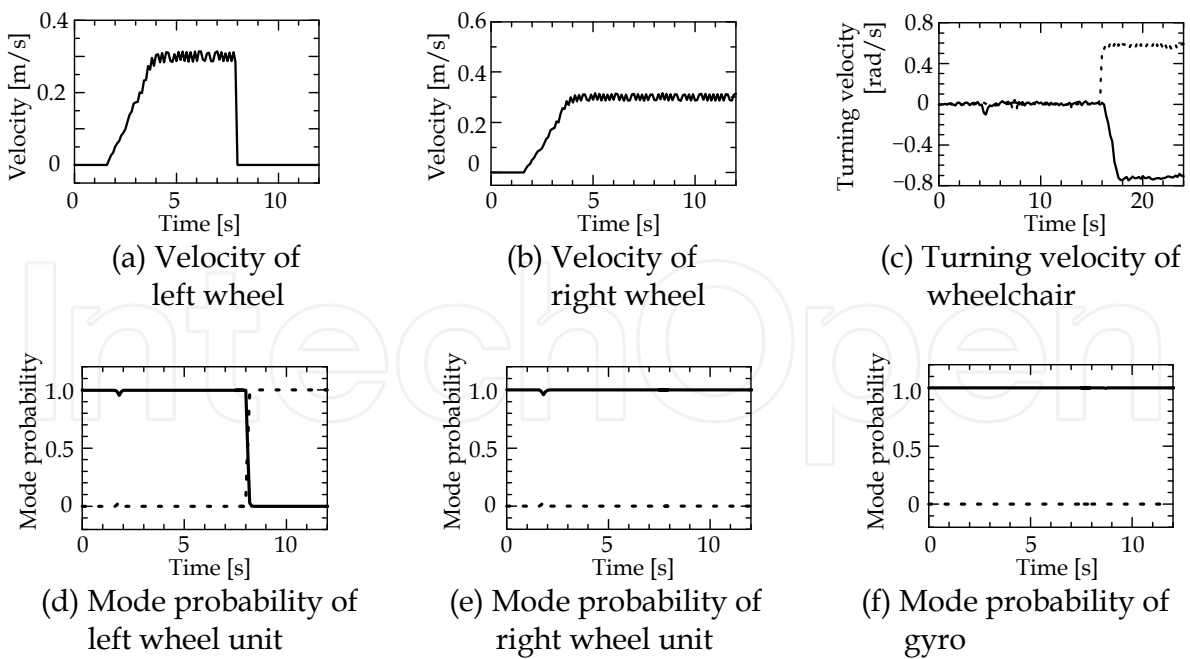 0.4
0.2
0
Velocity [m/s]
0
5
10
Time [s]
(a) Velocity of
left wheel
0.6
0.4
0.2
0
Velocity [m/s]
0
5
10
Time [s]
(b) Velocity of
right wheel
0.6
0
−0.4
−0.8
Turning velocity
[rad/s]
0
10
20
Time [s]
(c) Turning velocity of
wheelchair
IntechOpen
1.0
0.5
0
Mode probability
0
5
10
Time [s]
(d) Mode probability of
left wheel unit
1.0
0.5
0
Mode probability
0
5
10
Time [s]
(e) Mode probability of
right wheel unit
1.0
0.5
0
Mode probability
0
5
10
Time [s]
(f) Mode probability of
gyro